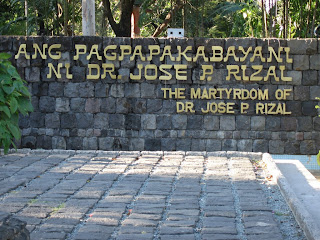 ANG PAGPAPAKABAYANI
NI DR. JOSE P. RIZAL
THE MARTYRDOM OF
DR. JOSE P. RIZAL